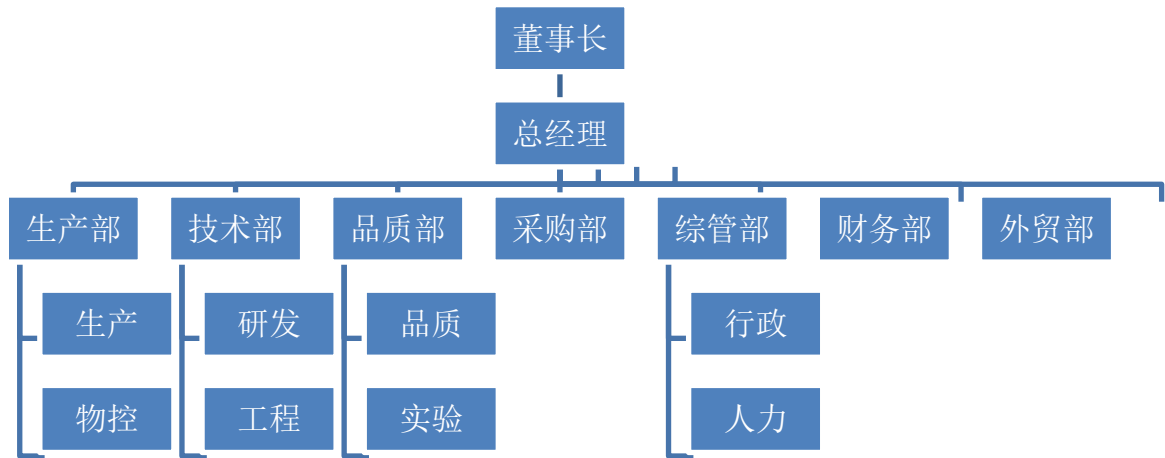 董事长
总经理
生产部
技术部
品质部
采购部
综管部
财务部
外贸部
生产
研发
品质
行政
物控
工程
实验
人力